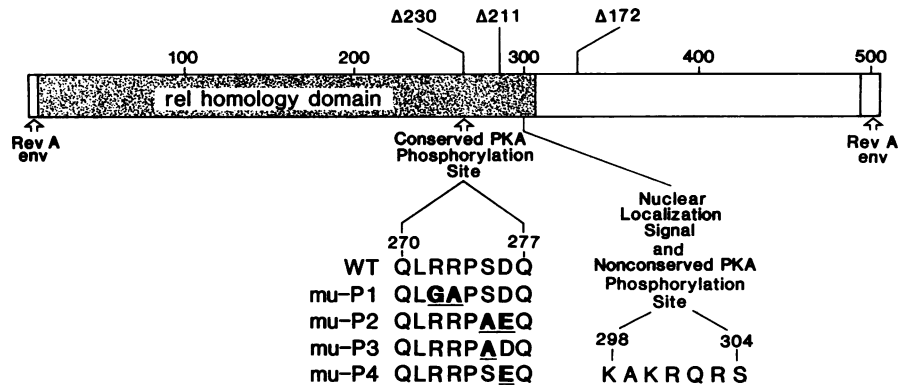 Δ230 Δ211 Δ172
100 200 300 400 500
rel homology domain
Rev A
env
Conserved PKA
Phosphorylation
Site
Rev A
env
Nuclear
Localization
Signal
and
Nonconserved PKA
Phosphorylation
Site
270 277
WT QLRRPSDQ
mu-P1 QLGAPSDQ
mu-P2 QLRRPAEQ
mu-P3 QLRRPADQ
mu-P4 QLRRPSEQ
298 304
KAKRQRS